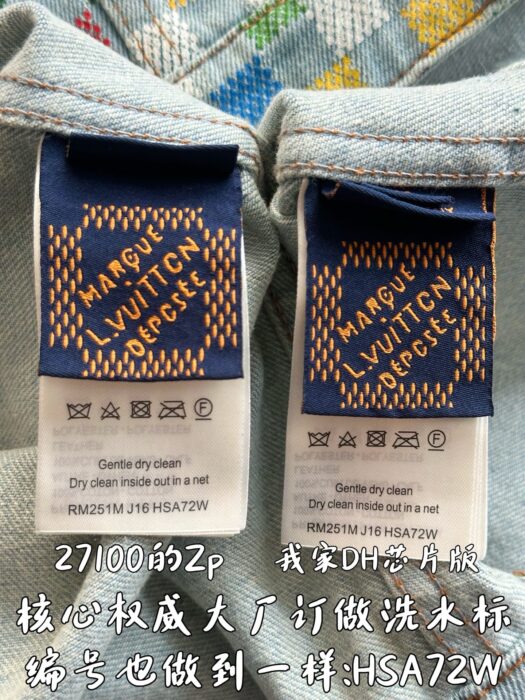 MARQUE
L.VUITTON
DÉPOSÉE
MARQUE
L.VUITTON
DÉPOSÉE
Gentle dry clean
Dry clean inside out in a net
RM251M J16 HSA72W
Gentle dry clean
Dry clean inside out in a net
RM251M J16 HSA72W
27100的Zp
我家DH芯片版
核心权威大厂订做洗水标
编号也做到一样:HSA72W